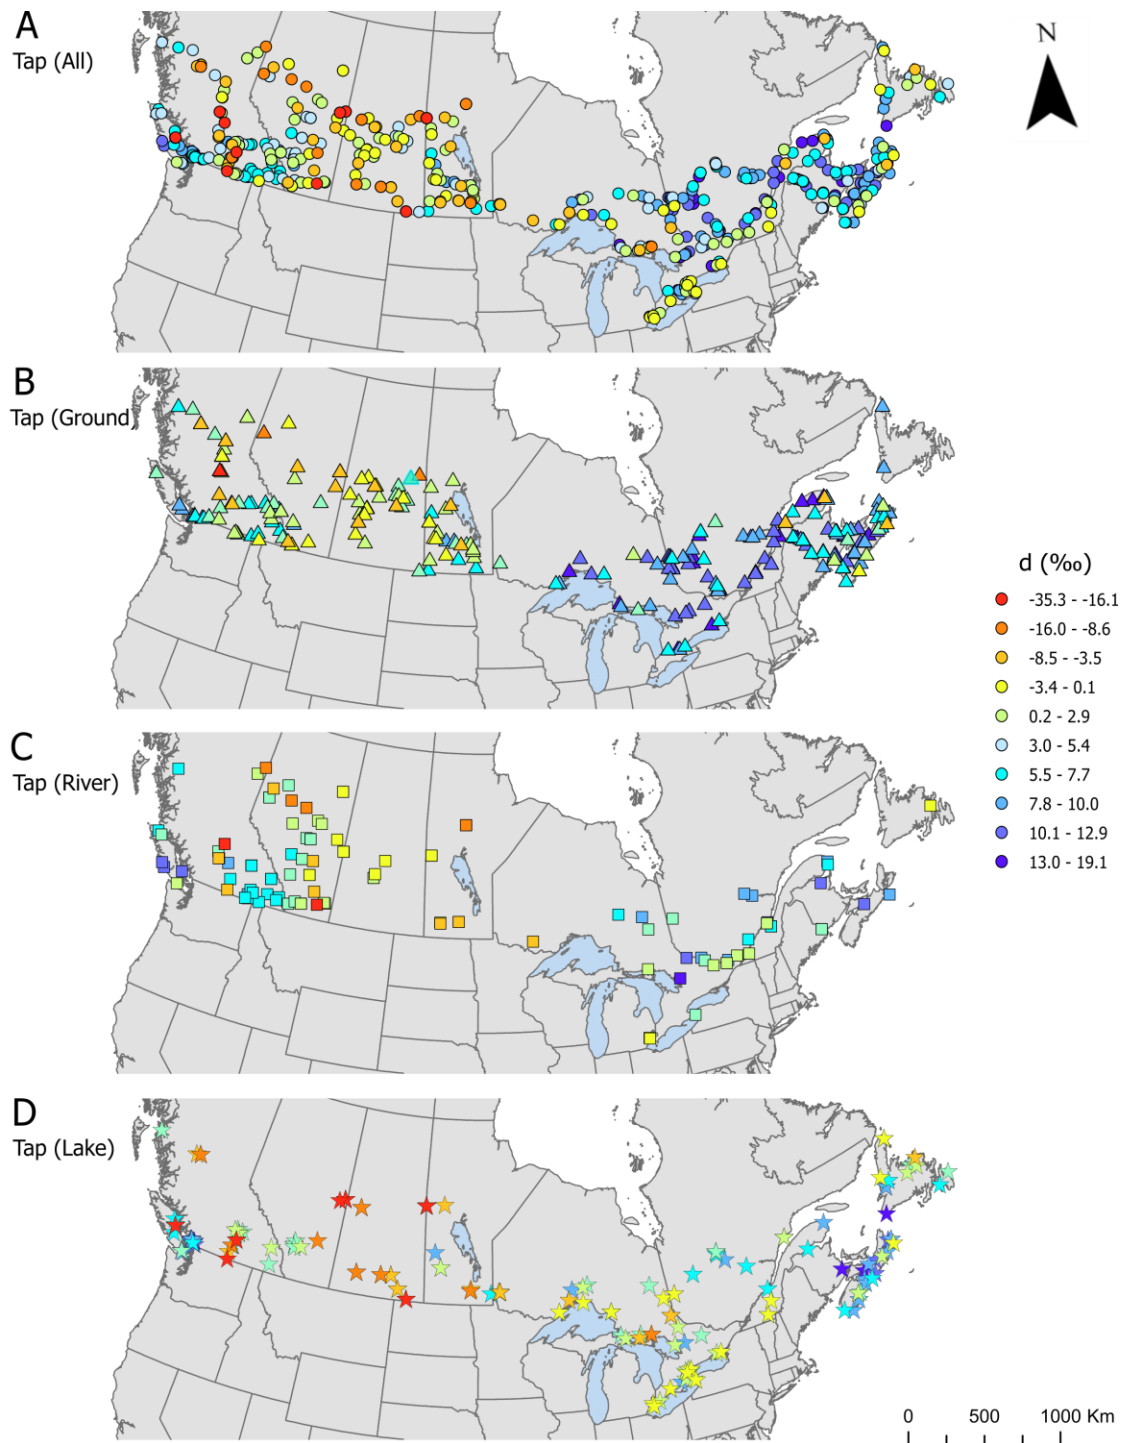 A
Tap (All)
N
B
Tap (Ground
C
Tap (River)
D
Tap (Lake)
d (‰)
-35.3 - -16.1
-16.0 - -8.6
-8.5 - -3.5
-3.4 - 0.1
0.2 - 2.9
3.0 - 5.4
5.5 - 7.7
7.8 - 10.0
10.1 - 12.9
13.0 - 19.1
0 500 1000 Km